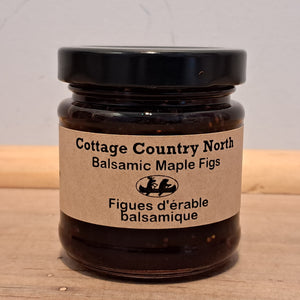 Cottage Country North
Balsamic Maple Figs
Figues d'érable
balsamique